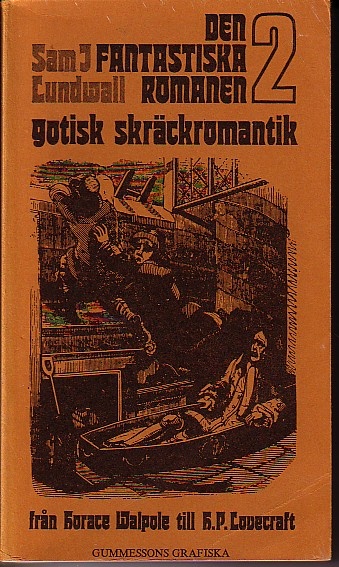 DEN
Sam J FANTASTISKA 2
Lundwall ROMANEN
gotisk skräckromantik
från Horace Walpole till H.P. Lovecraft
GUMMESSONS GRAFISKA